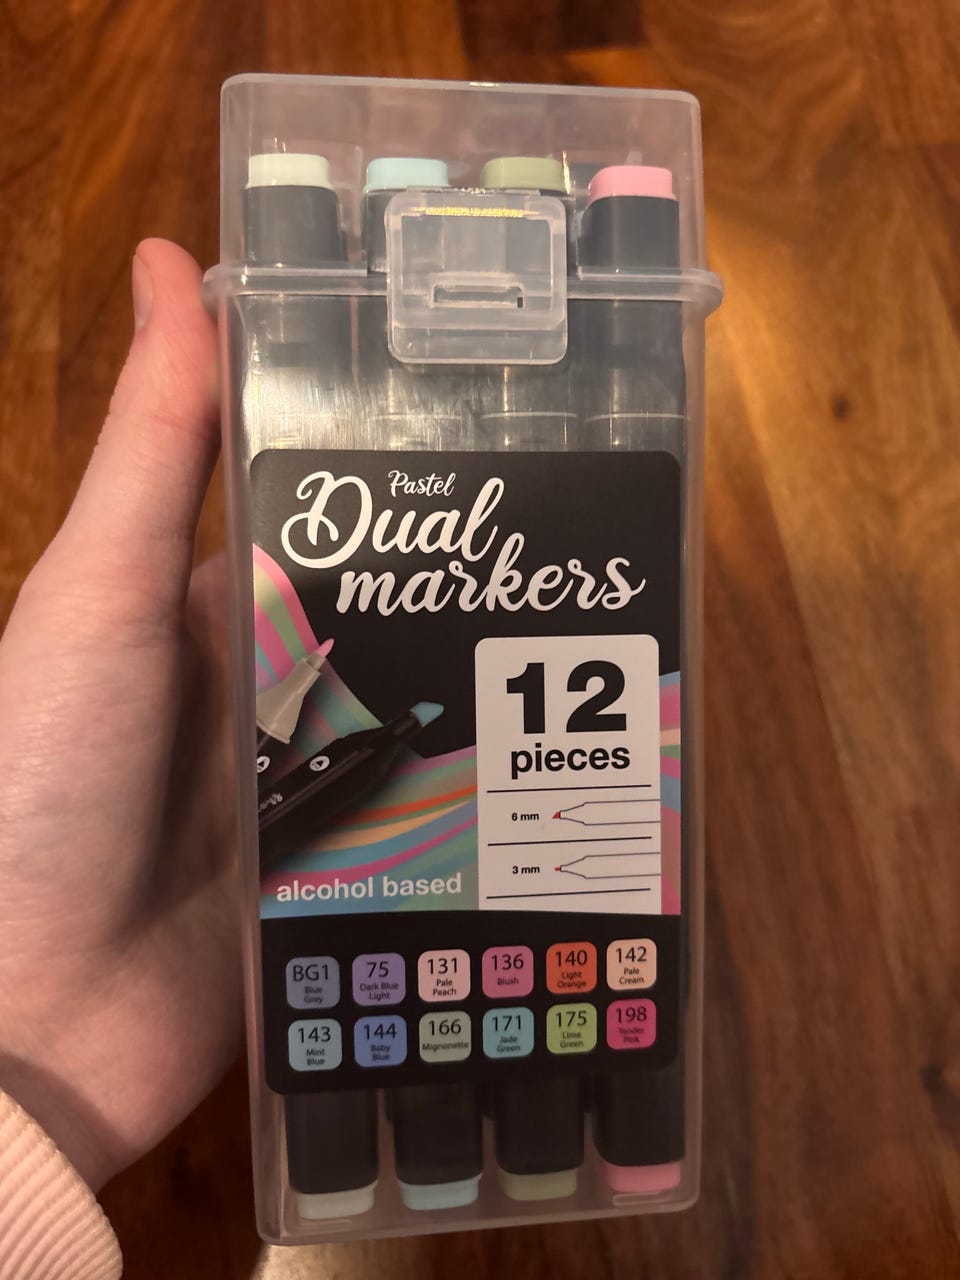 Pastel
Dual
markers
12
pieces
6 mm
3 mm
alcohol based
BG1
Blue
Grey
75
Dark Blue
Light
131
Pale
Peach
136
Blush
140
Light
Orange
142
Pale
Cream
143
Mint
Blue
144
Baby
Blue
166
Mignonette
171
Jade
Green
175
Lime
Green
198
Tender
Pink